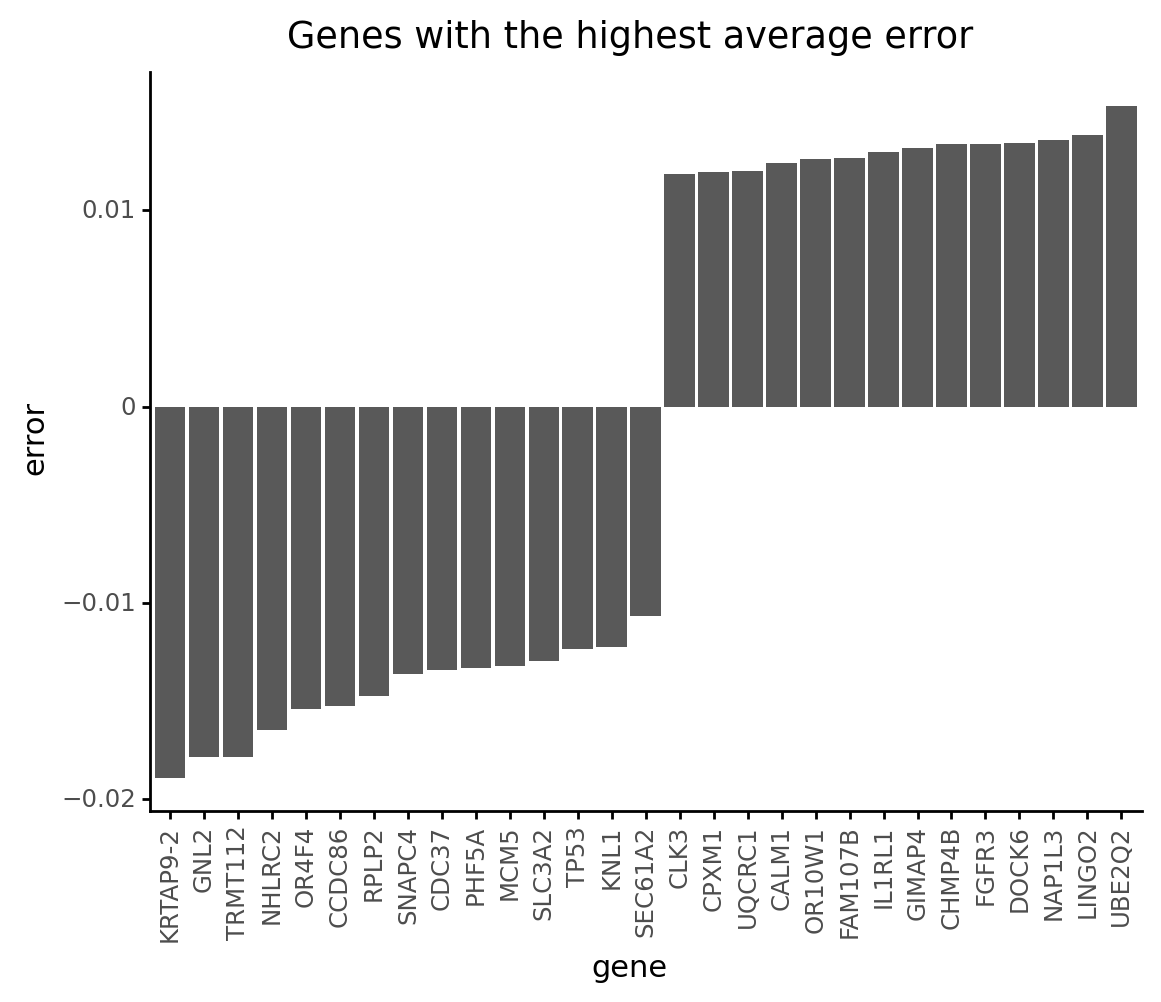 Genes with the highest average error
error
0.01
0
−0.01
−0.02
KRTAP9-2
GNL2
TRMT112
NHLRC2
OR4F4
CCDC86
RPLP2
SNAPC4
CDC37
PHF5A
MCM5
SLC3A2
TP53
KNL1
SEC61A2
CLK3
CPXM1
UQCRC1
CALM1
OR10W1
FAM107B
IL1RL1
GIMAP4
CHMP4B
FGFR3
DOCK6
NAP1L3
LINGO2
UBE2Q2
gene